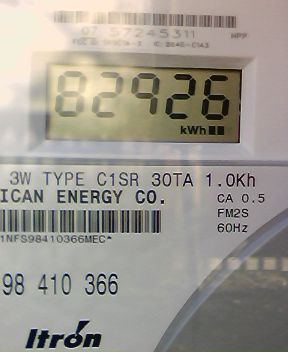 07 57245311 MPP
82926
kWh
3W TYPE C1SR 30TA 1.0Kh
ICAN ENERGY CO. CA 0.5
FM2S
60Hz
1NFS98410366MEC*
98 410 366
Itron